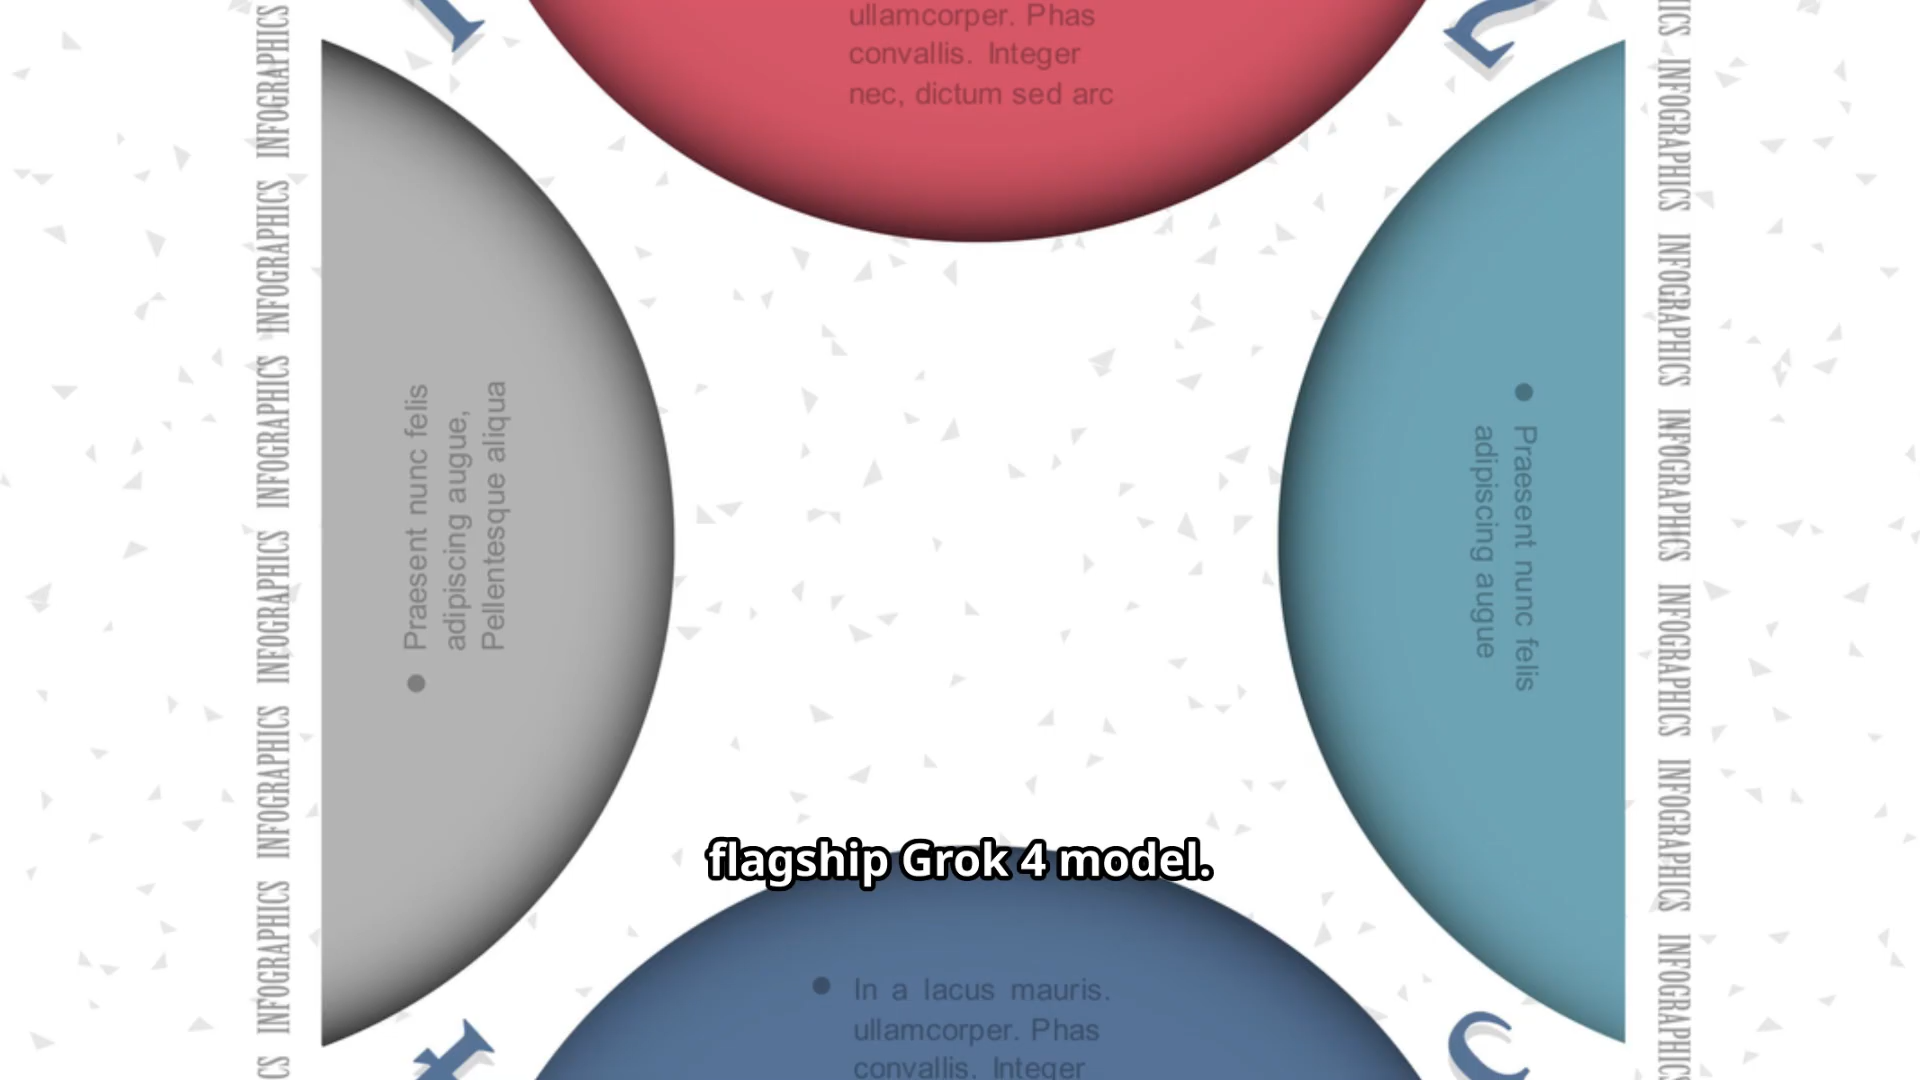 ullamcorper. Phas
convallis. Integer
nec, dictum sed arc
1
2
INFOGRAPHICS INFOGRAPHICS INFOGRAPHICS INFOGRAPHICS INFOGRAPHICS INFOGRAPHICS
Praesent nunc felis
adipiscing augue,
Pellentesque aliqua
● Praesent nunc felis
adipiscing augue
INFOGRAPHICS INFOGRAPHICS INFOGRAPHICS INFOGRAPHICS INFOGRAPHICS INFOGRAPHICS
flagship Grok 4 model.
● In a lacus mauris.
ullamcorper. Phas
convallis. Integer